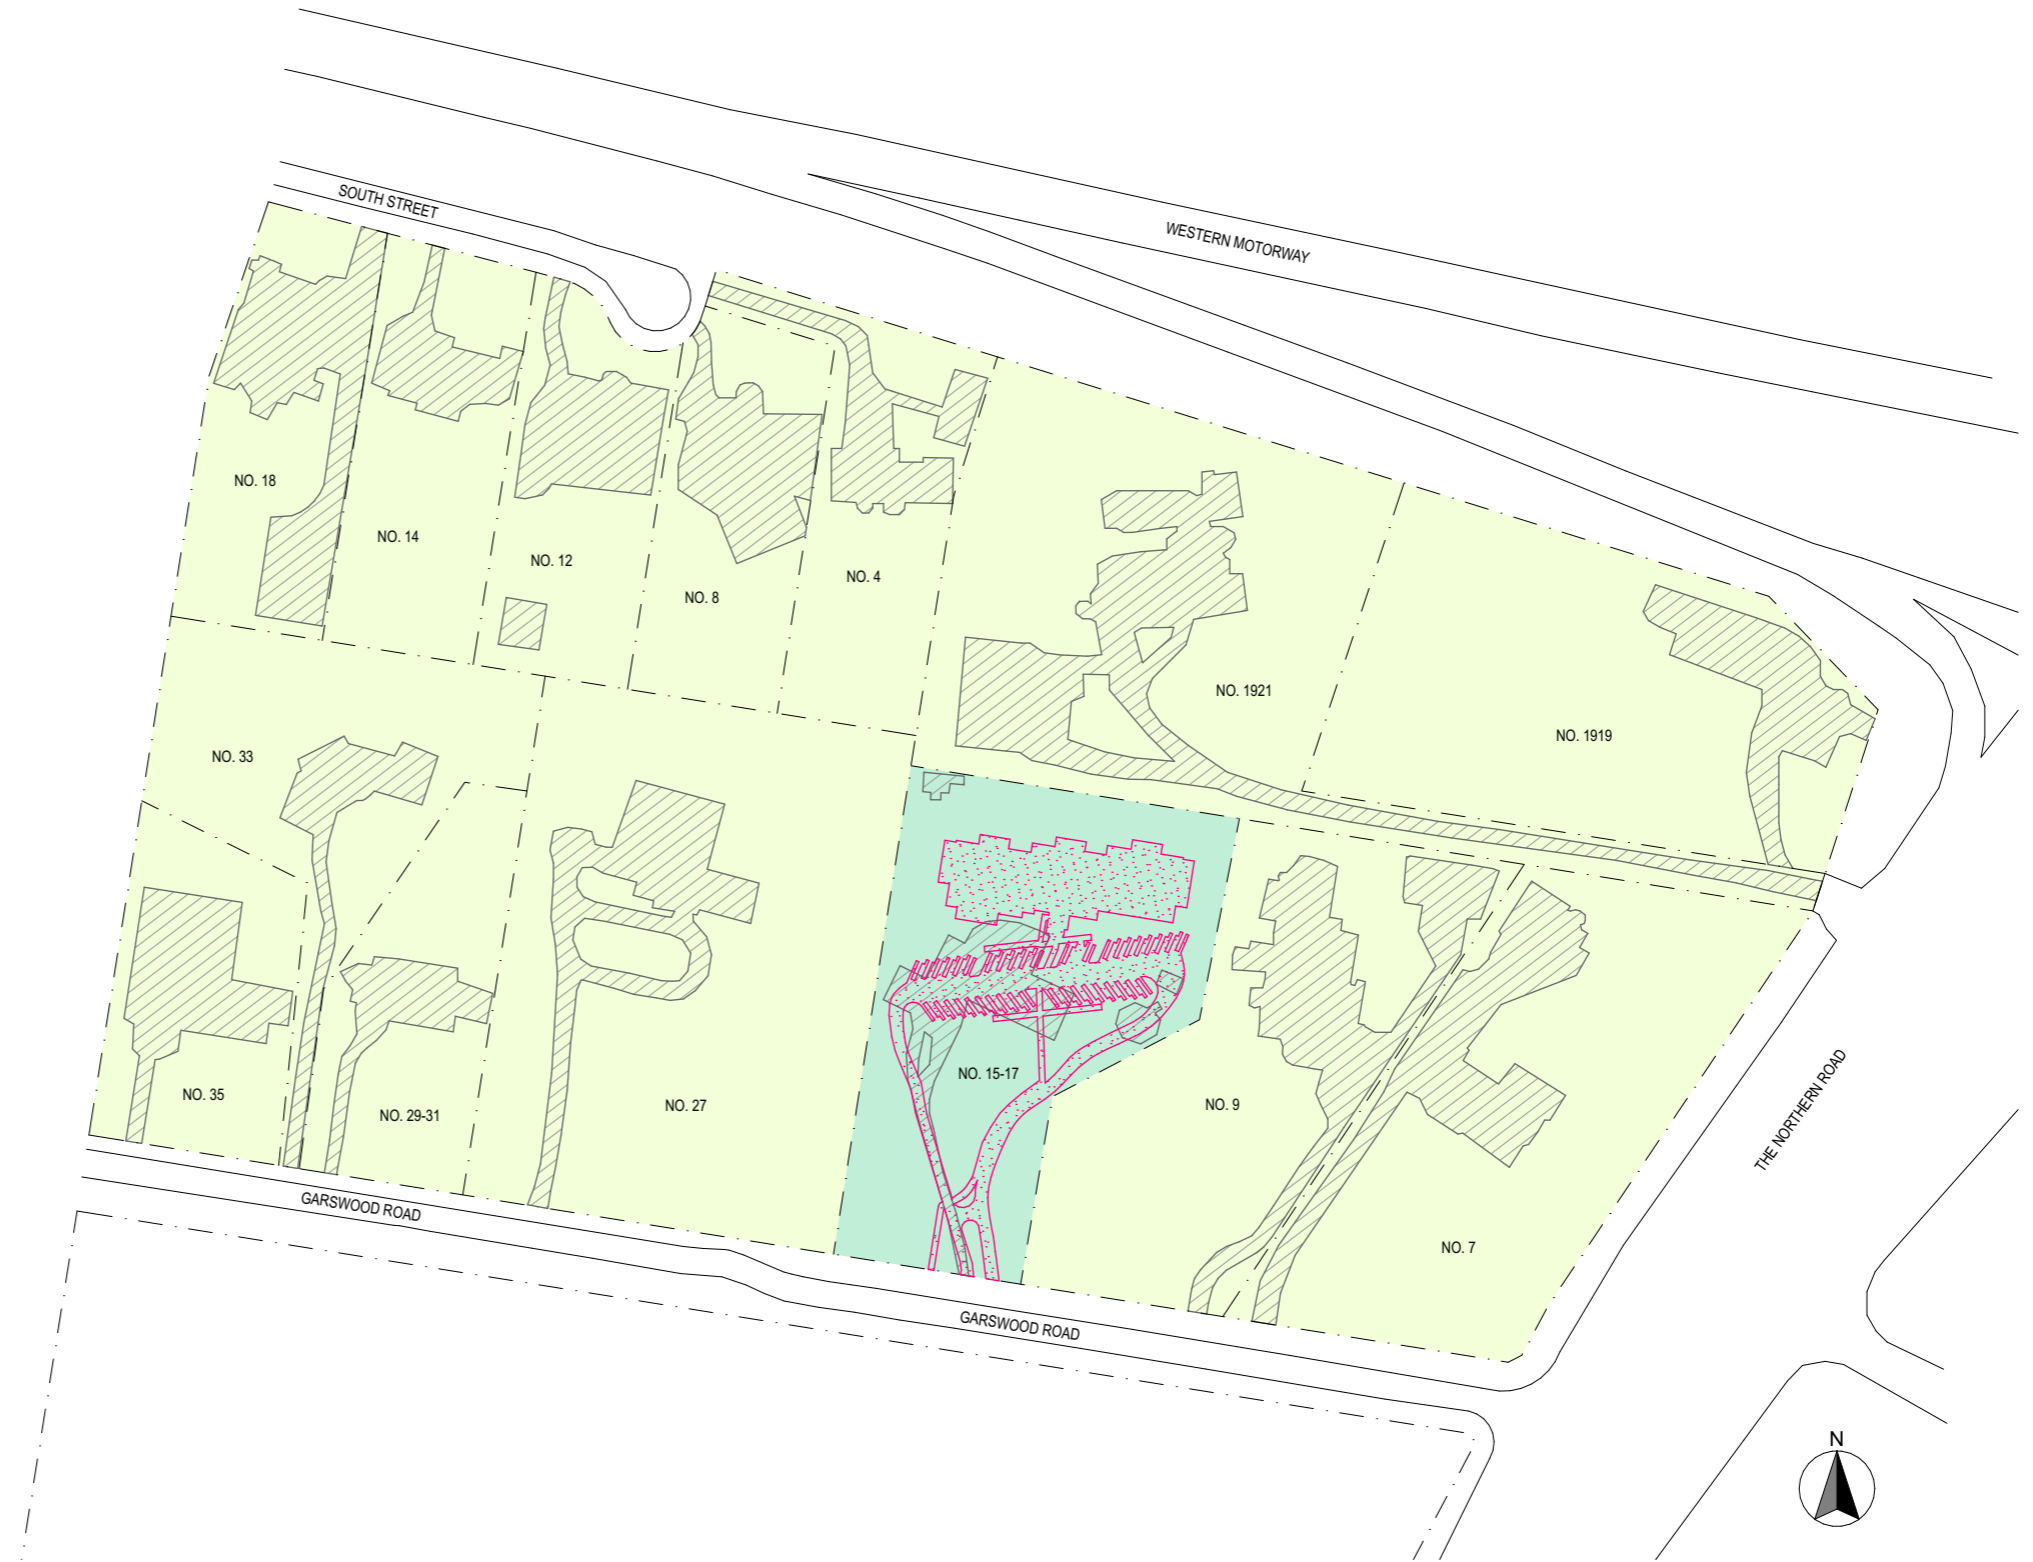 SOUTH STREET
WESTERN MOTORWAY
NO. 18
NO. 14
NO. 12
NO. 8
NO. 4
NO. 1921
NO. 1919
NO. 33
NO. 35
NO. 29-31
NO. 27
NO. 15-17
NO. 9
NO. 7
THE NORTHERN ROAD
GARSWOOD ROAD
GARSWOOD ROAD
N